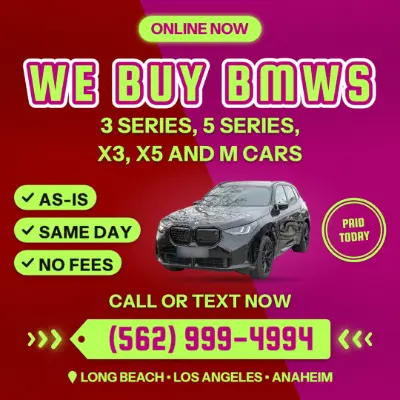 ONLINE NOW
WE BUY BMWS
3 SERIES, 5 SERIES,
X3, X5 AND M CARS
✓ AS-IS
✓ SAME DAY
✓ NO FEES
PAID
TODAY
CALL OR TEXT NOW
(562) 999-4994
LONG BEACH • LOS ANGELES • ANAHEIM